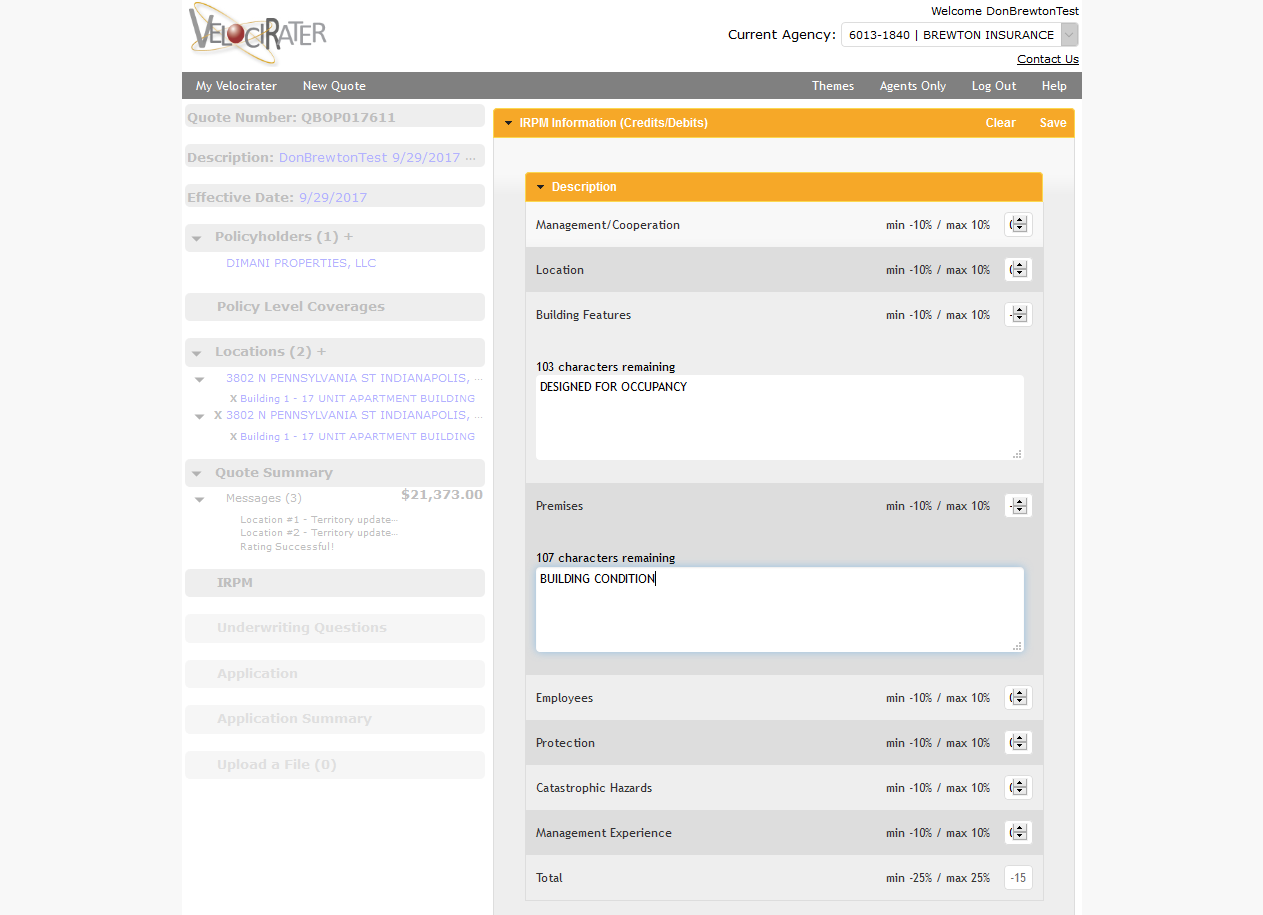 VELOCIRATER
Welcome DonBrewtonTest
Current Agency: 6013-1840 | BREWTON INSURANCE
Contact Us
My Velocirater New Quote Themes Agents Only Log Out Help
Quote Number: QBOP017611
Description: DonBrewtonTest 9/29/2017 ...
Effective Date: 9/29/2017
Policyholders (1) +
DIMANI PROPERTIES, LLC
Policy Level Coverages
Locations (2) +
3802 N PENNSYLVANIA ST INDIANAPOLIS, ...
X Building 1 - 17 UNIT APARTMENT BUILDING
X 3802 N PENNSYLVANIA ST INDIANAPOLIS, ...
X Building 1 - 17 UNIT APARTMENT BUILDING
Quote Summary
Messages (3) $21,373.00
Location #1 - Territory update...
Location #2 - Territory update...
Rating Successful!
IRPM
Underwriting Questions
Application
Application Summary
Upload a File (0)
IRPM Information (Credits/Debits) Clear Save
Description
Management/Cooperation min -10% / max 10%
Location min -10% / max 10%
Building Features min -10% / max 10%
103 characters remaining
DESIGNED FOR OCCUPANCY
Premises min -10% / max 10%
107 characters remaining
BUILDING CONDITION
Employees min -10% / max 10%
Protection min -10% / max 10%
Catastrophic Hazards min -10% / max 10%
Management Experience min -10% / max 10%
Total min -25% / max 25% -15